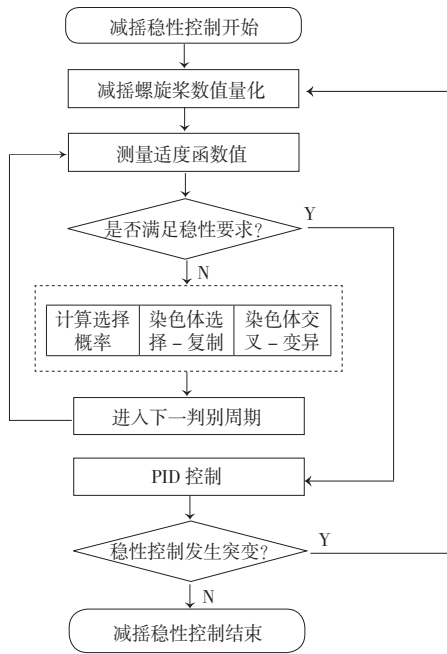 减摇稳性控制开始
减摇螺旋桨数值量化
测量适度函数值
是否满足稳性要求?
Y
N
计算选择
概率
染色体选
择－复制
染色体交
叉－变异
进入下一判别周期
PID 控制
稳性控制发生突变?
Y
N
减摇稳性控制结束